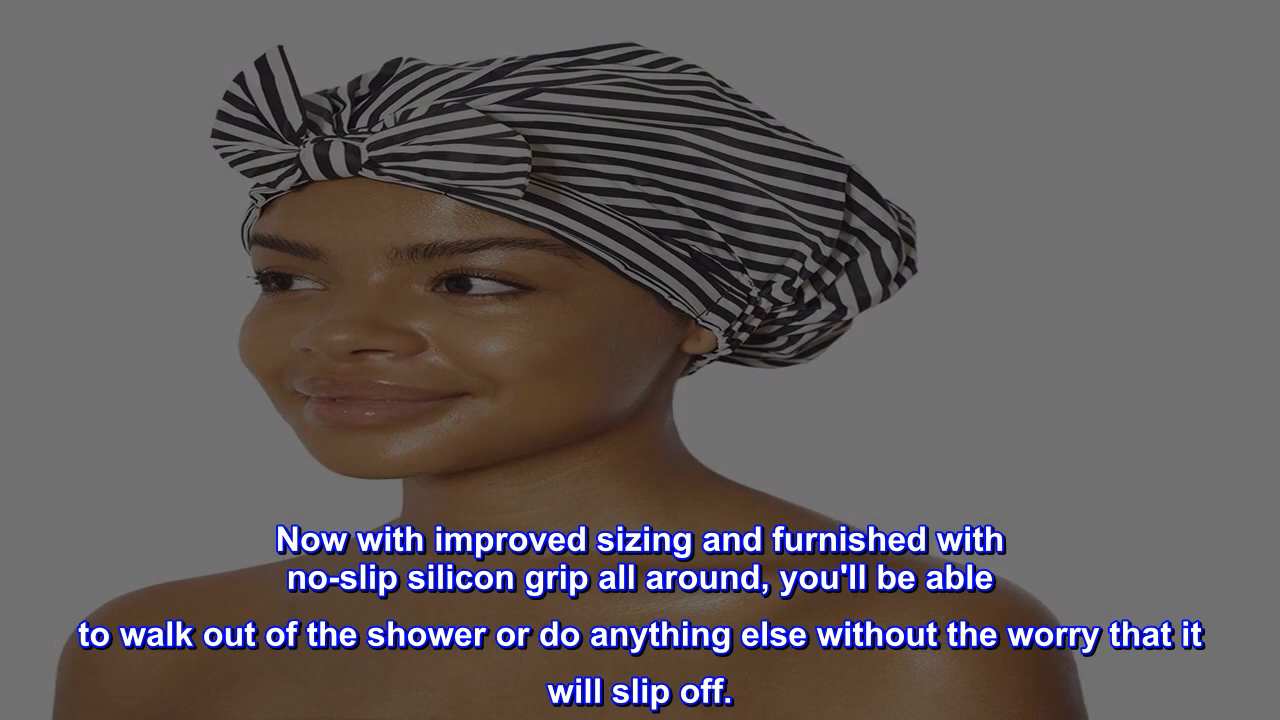 Now with improved sizing and furnished with
no-slip silicon grip all around, you'll be able
to walk out of the shower or do anything else without the worry that it
will slip off.